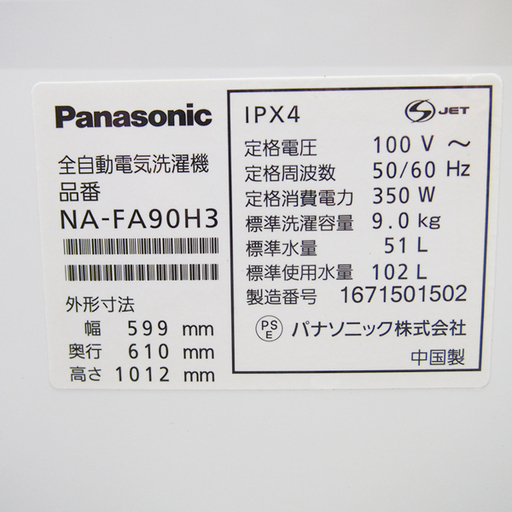 Panasonic
全自動電気洗濯機
品番
NA-FA90H3
外形寸法
幅 599 mm
奥行 610 mm
高さ 1012 mm
IPX4
S JET
定格電圧 100 V ～
定格周波数 50/60 Hz
定格消費電力 350 W
標準洗濯容量 9.0 kg
標準水量 51 L
標準使用水量 102 L
製造番号 1671501502
PSE パナソニック株式会社
中国製